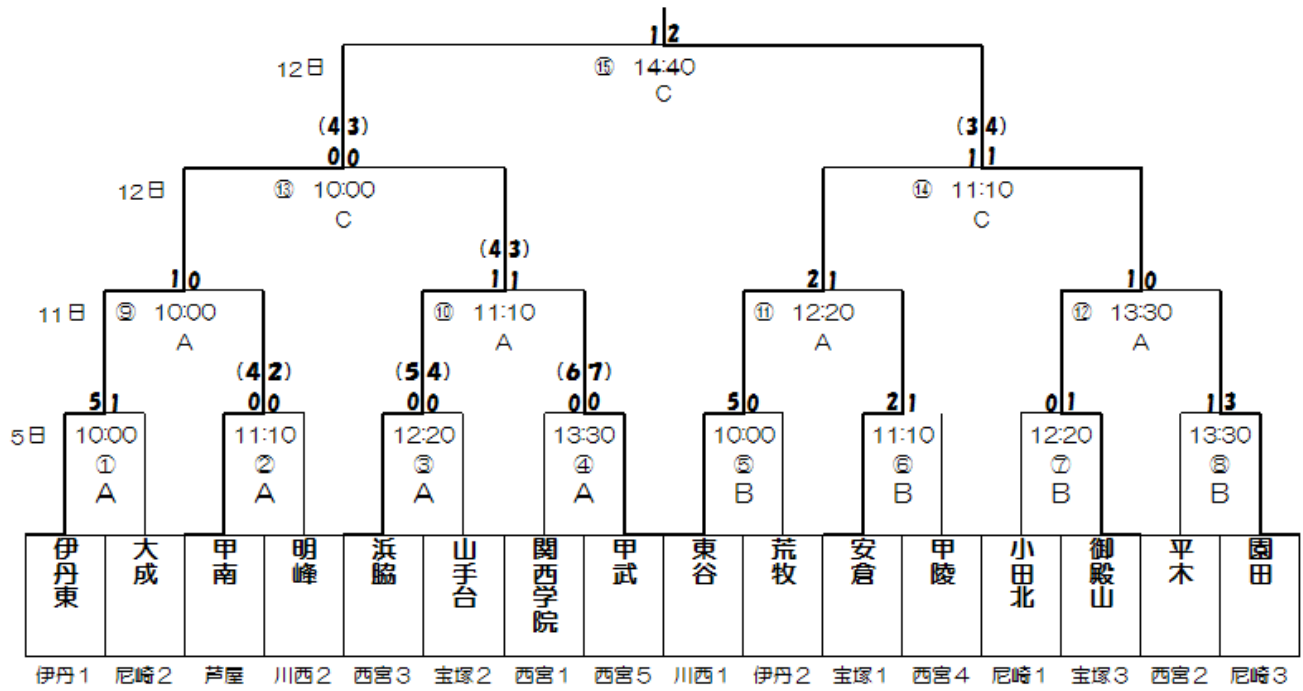 1 2
12日 ⑮ 14:40
C
(4 3) (3 4)
0 0 1 1
12日 ⑬ 10:00 ⑭ 11:10
C C
(4 3)
1 0 1 1 2 1 1 0
11日 ⑨ 10:00 ⑩ 11:10 ⑪ 12:20 ⑫ 13:30
A A A A
(4 2) (5 4) (6 7)
5 1 0 0 0 0 0 0 5 0 2 1 0 1 1 3
5日 10:00 11:10 12:20 13:30 10:00 11:10 12:20 13:30
① ② ③ ④ ⑤ ⑥ ⑦ ⑧
A A A A B B B B
伊丹東 大成 甲南 明峰 浜脇 山手台 関西学院 甲武 東谷 荒牧 安倉 甲陵 小田北 御殿山 平木 園田
伊丹1 尼崎2 芦屋 川西2 西宮3 宝塚2 西宮1 西宮5 川西1 伊丹2 宝塚1 西宮4 尼崎1 宝塚3 西宮2 尼崎3